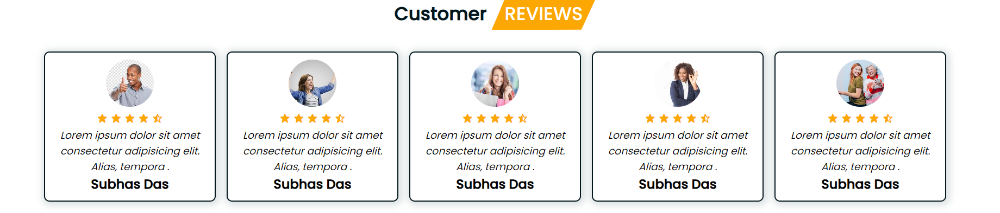 Customer REVIEWS
Lorem ipsum dolor sit amet
consectetur adipisicing elit.
Alias, tempora .
Subhas Das
Lorem ipsum dolor sit amet
consectetur adipisicing elit.
Alias, tempora .
Subhas Das
Lorem ipsum dolor sit amet
consectetur adipisicing elit.
Alias, tempora .
Subhas Das
Lorem ipsum dolor sit amet
consectetur adipisicing elit.
Alias, tempora .
Subhas Das
Lorem ipsum dolor sit amet
consectetur adipisicing elit.
Alias, tempora .
Subhas Das